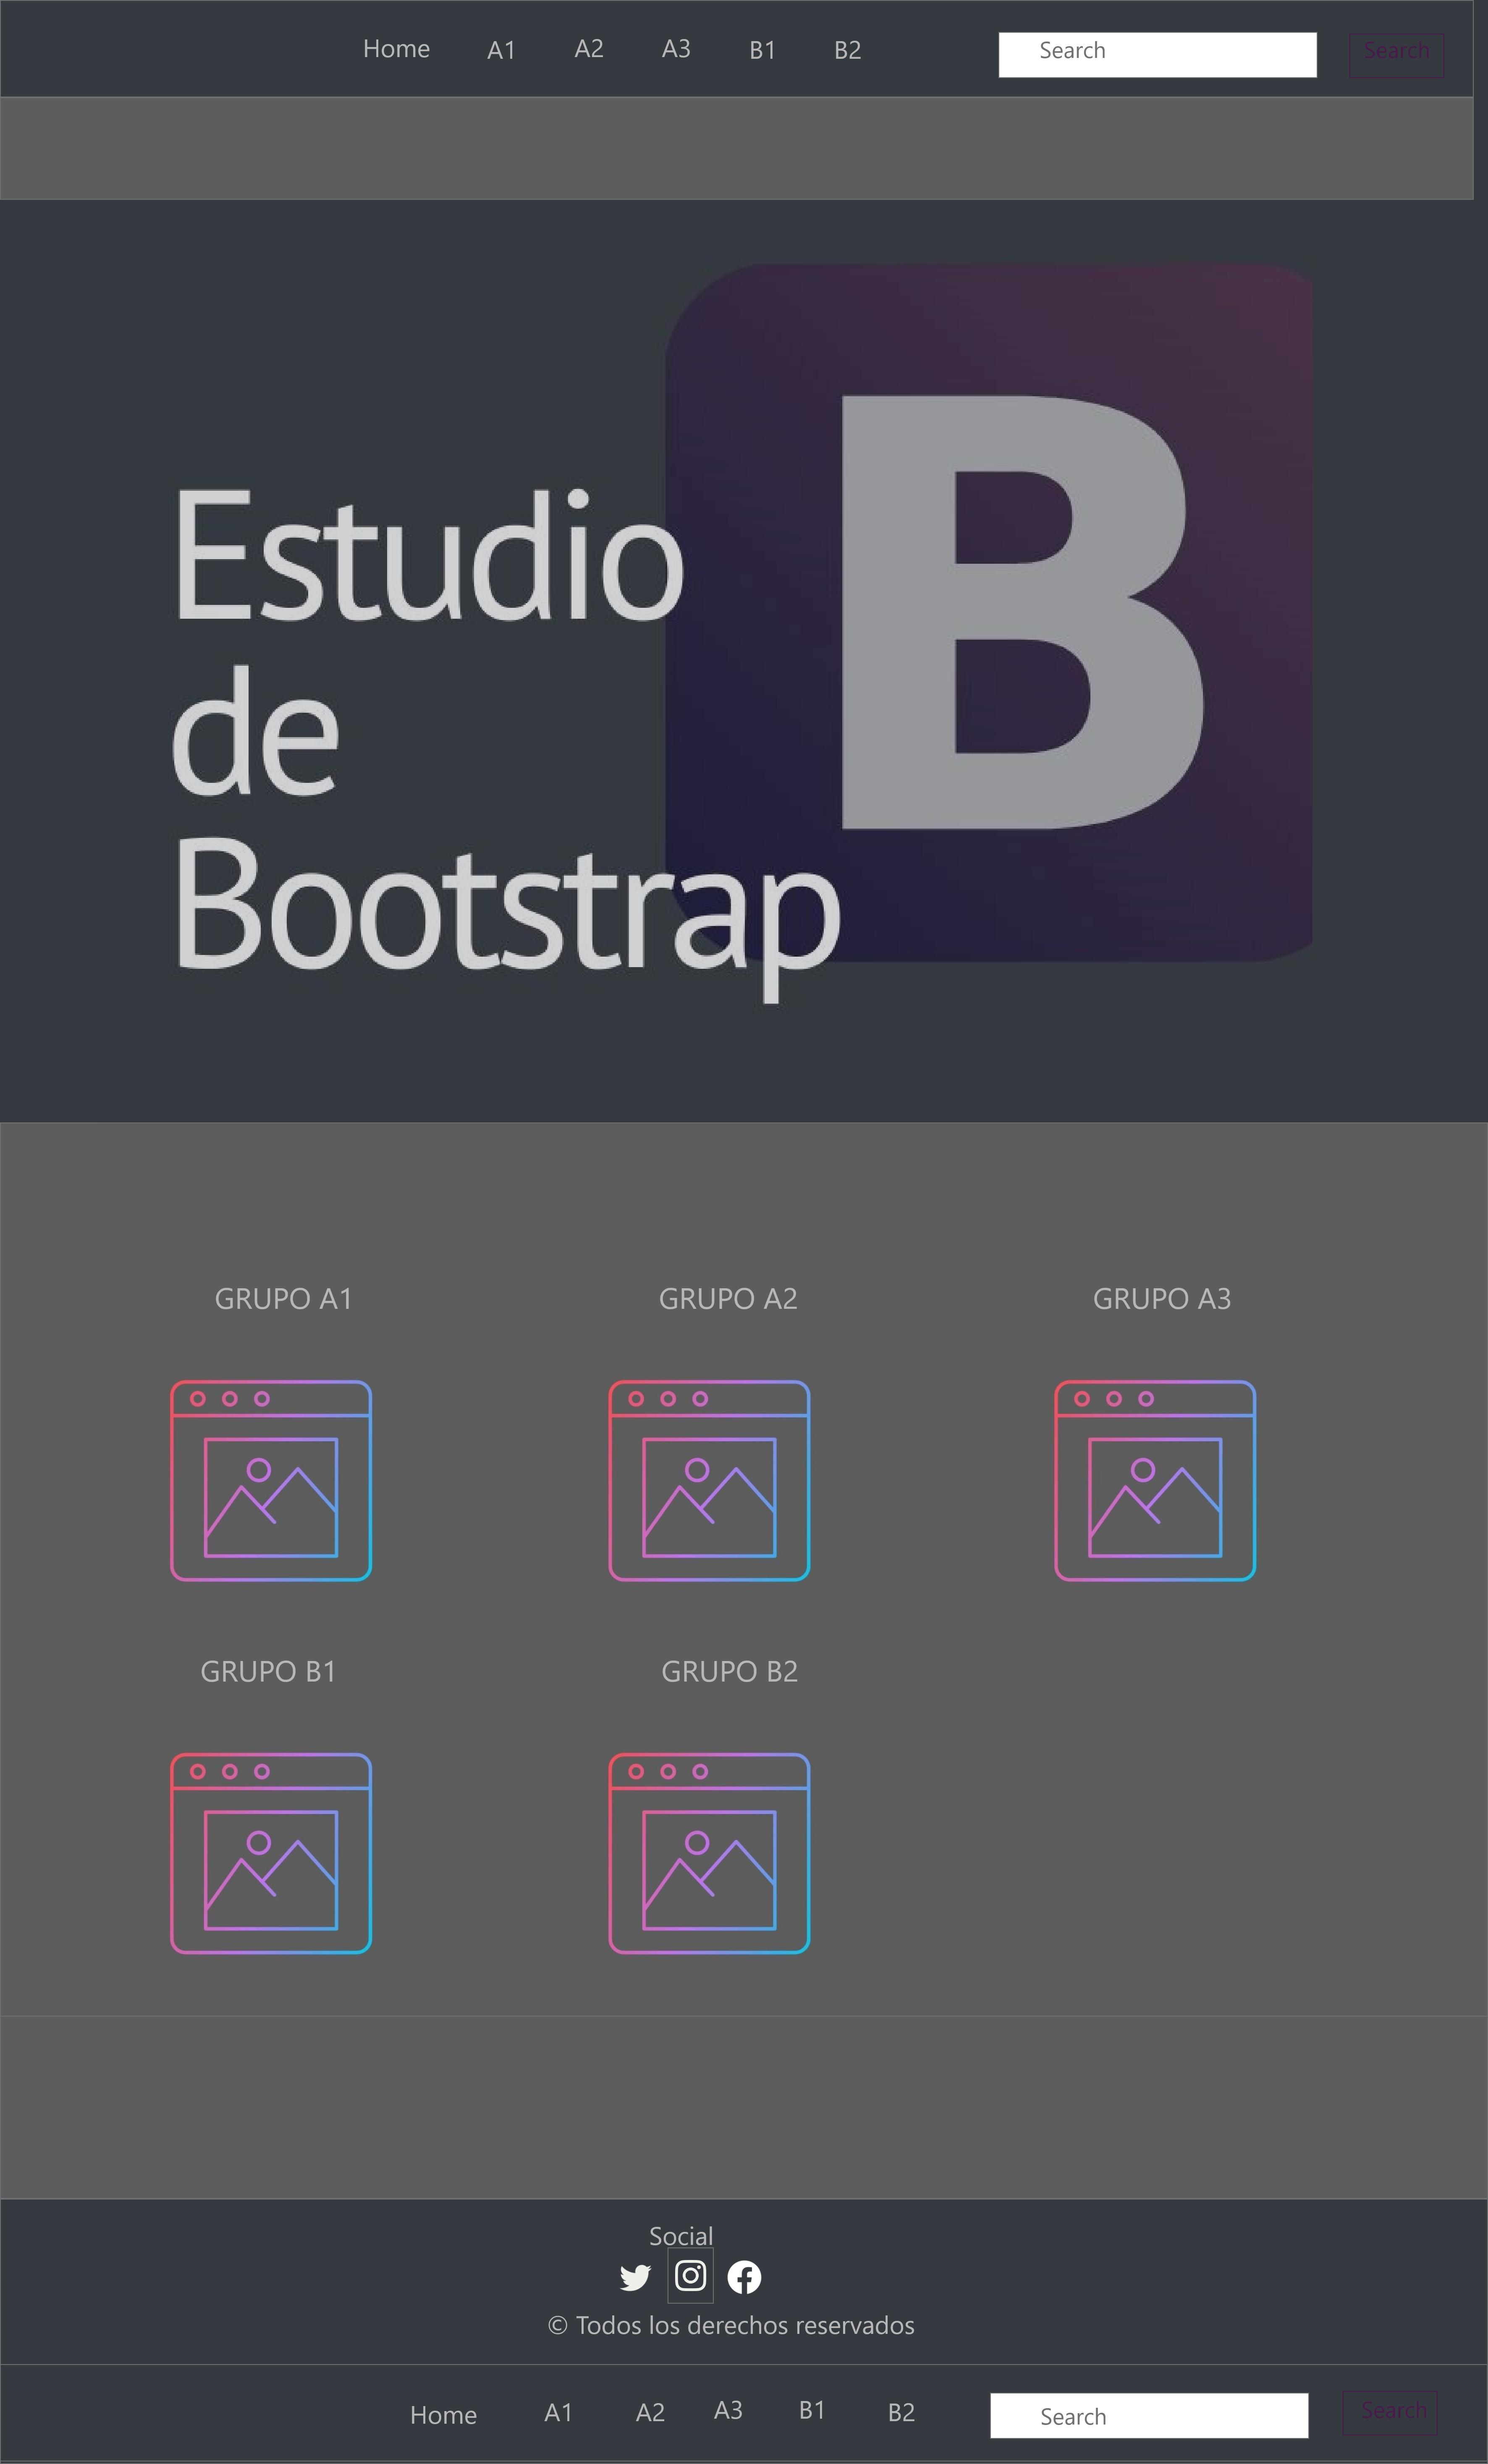 Home A1 A2 A3 B1 B2 Search Search
B
Estudio
de
Bootstrap
GRUPO A1 GRUPO A2 GRUPO A3
GRUPO B1 GRUPO B2
Social
© Todos los derechos reservados
Home A1 A2 A3 B1 B2 Search Search